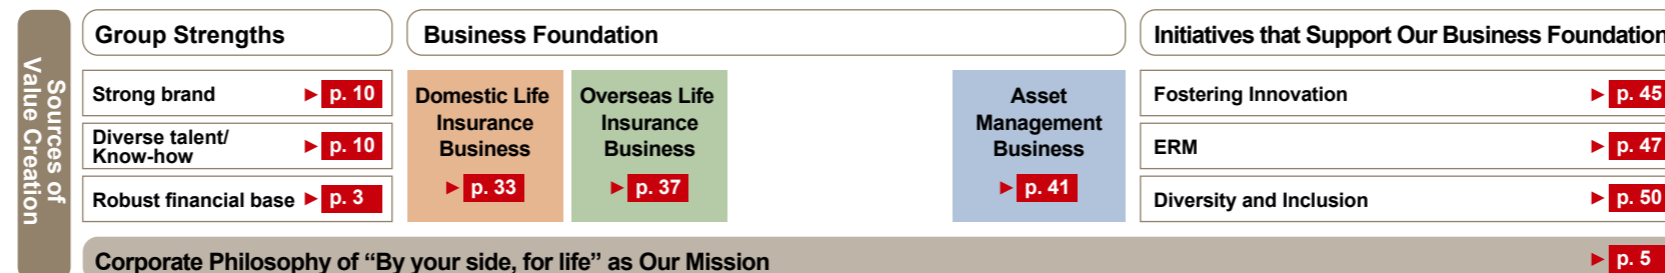 Sources of
Value Creation
Group Strengths
Strong brand ► p. 10
Diverse talent/
Know-how ► p. 10
Robust financial base ► p. 3
Business Foundation
Domestic Life
Insurance
Business
► p. 33
Overseas Life
Insurance
Business
► p. 37
Asset
Management
Business
► p. 41
Initiatives that Support Our Business Foundation
Fostering Innovation ► p. 45
ERM ► p. 47
Diversity and Inclusion ► p. 50
Corporate Philosophy of “By your side, for life” as Our Mission ► p. 5